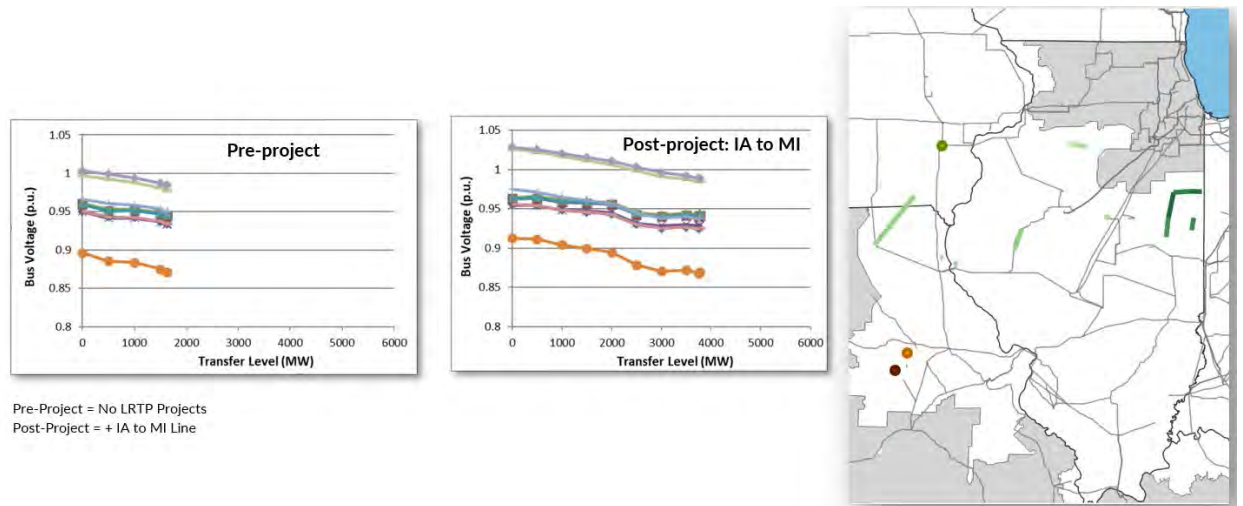 Pre-project
1.05
1
0.95
0.9
0.85
0.8
Bus Voltage (p.u.)
0 1000 2000 3000 4000 5000 6000
Transfer Level (MW)
Post-project: IA to MI
1.05
1
0.95
0.9
0.85
0.8
Bus Voltage (p.u.)
0 1000 2000 3000 4000 5000 6000
Transfer Level (MW)
Pre-Project = No LRTP Projects
Post-Project = + IA to MI Line